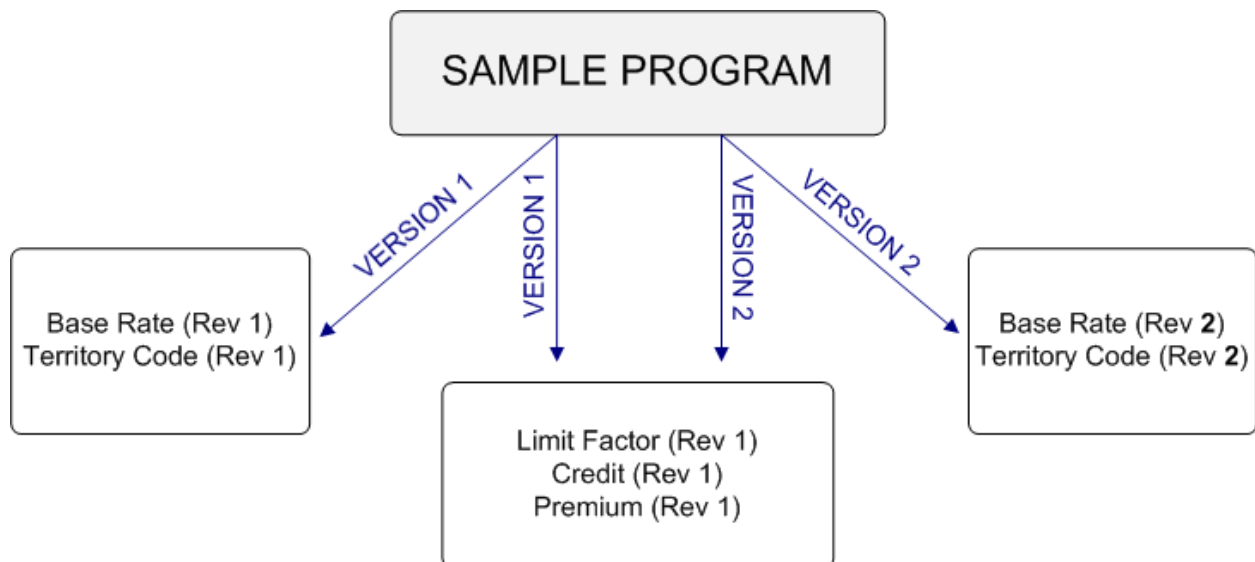 SAMPLE PROGRAM
VERSION 1
VERSION 1
VERSION 2
VERSION 2
Base Rate (Rev 1)
Territory Code (Rev 1)
Base Rate (Rev 2)
Territory Code (Rev 2)
Limit Factor (Rev 1)
Credit (Rev 1)
Premium (Rev 1)